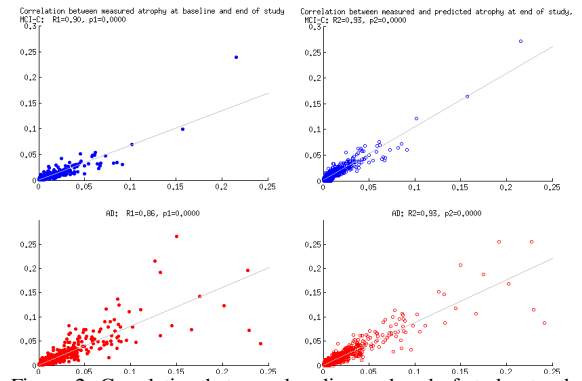 Correlation between measured atrophy at baseline and end of study
MCI-C: R1=0.90, p1=0.0000
0.3
0.25
0.2
0.15
0.1
0.05
0
0 0.05 0.1 0.15 0.2 0.25
Correlation between measured and predicted atrophy at end of study,
MCI-C: R2=0.93, p2=0.0000
0.3
0.25
0.2
0.15
0.1
0.05
0
0 0.05 0.1 0.15 0.2 0.25
AD: R1=0.86, p1=0.0000
0.25
0.2
0.15
0.1
0.05
0
0 0.05 0.1 0.15 0.2 0.25
AD: R2=0.93, p2=0.0000
0.25
0.2
0.15
0.1
0.05
0
0 0.05 0.1 0.15 0.2 0.25